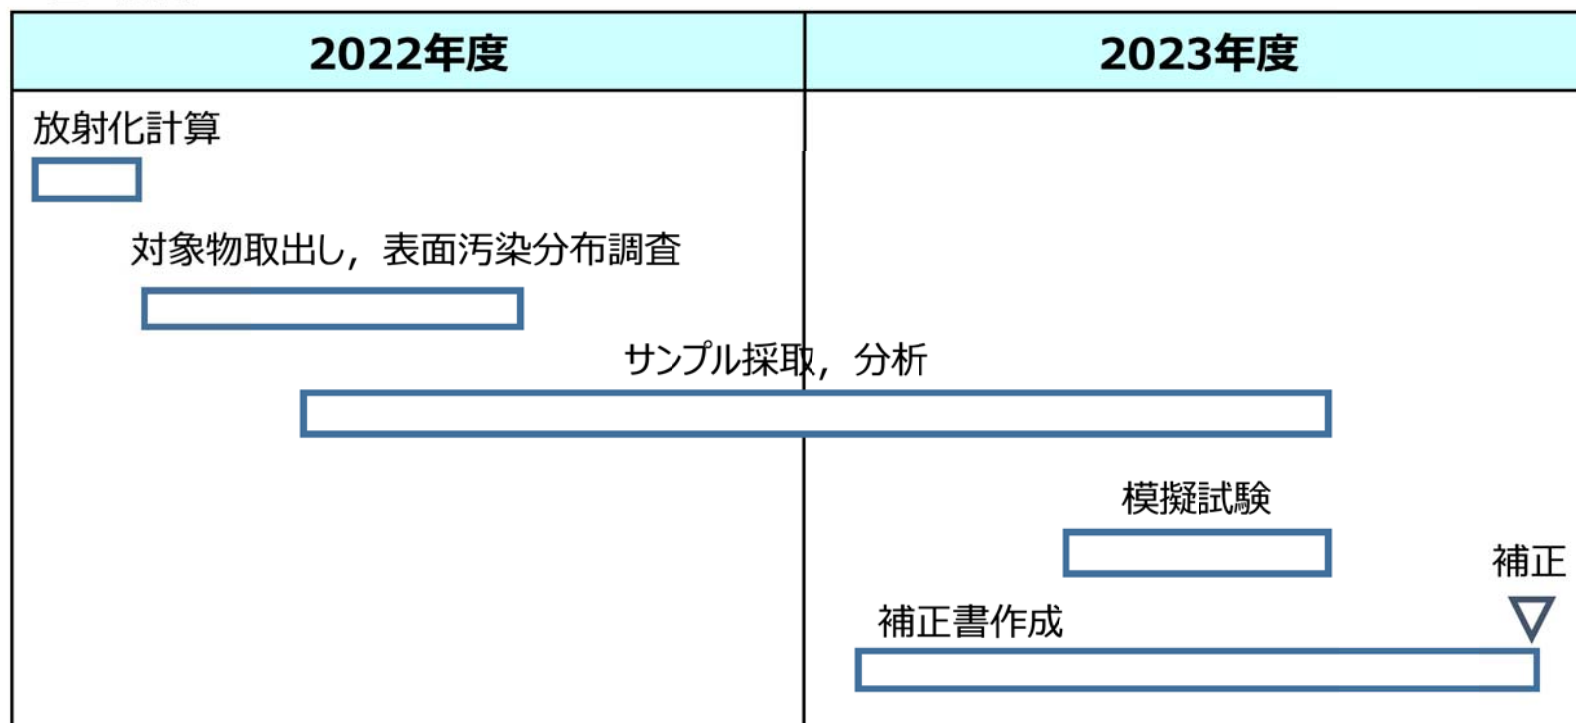 2022年度
2023年度
放射化計算
対象物取出し，表面汚染分布調査
サンプル採取，分析
模擬試験
補正
補正書作成